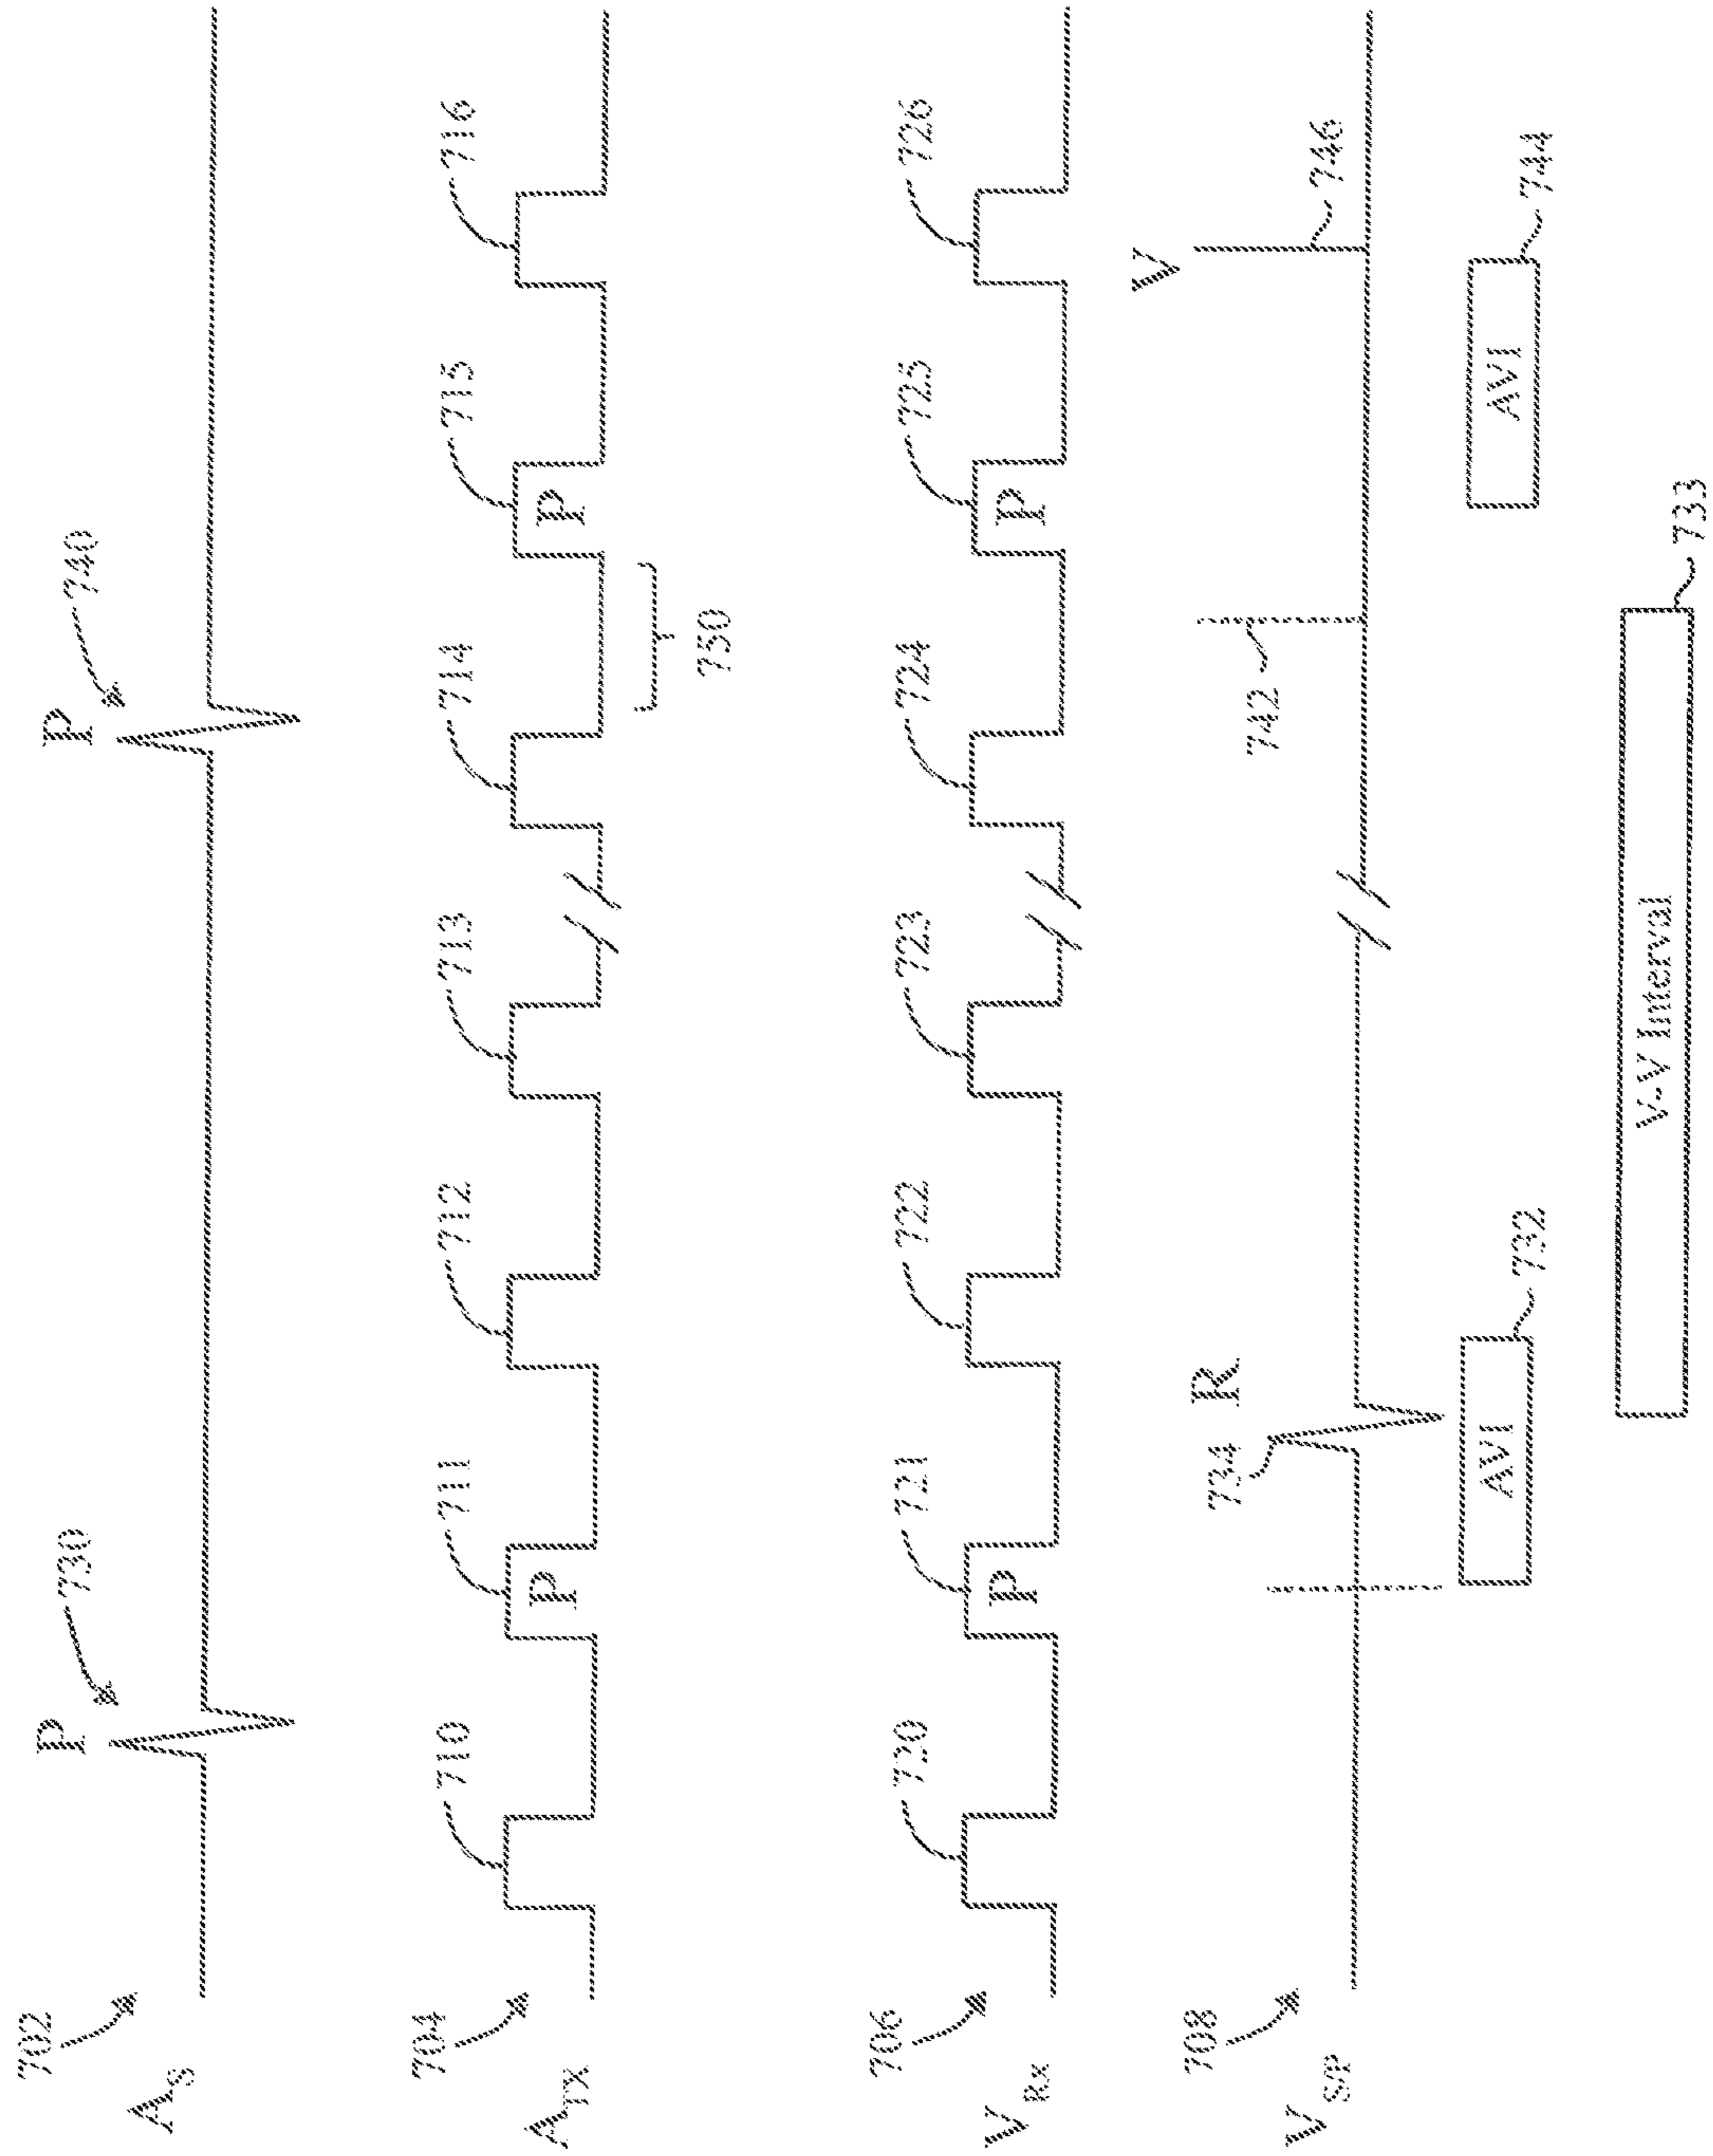 702
A_S
P
730
P
740
704
A_TX
710
711
P
712
713
714
750
715
P
716
706
V_Rx
720
721
P
722
723
724
725
P
726
708
V_S/P
734
R
742
V
746
AVI
732
AVI
744
V-V Interval
733